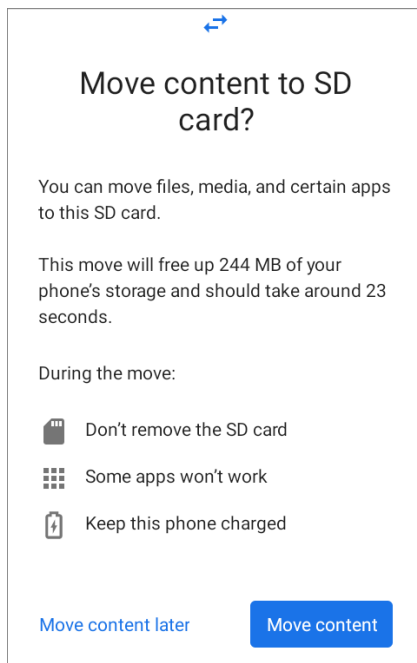 Move content to SD
card?
You can move files, media, and certain apps
to this SD card.
This move will free up 244 MB of your
phone’s storage and should take around 23
seconds.
During the move:
Don’t remove the SD card
Some apps won’t work
Keep this phone charged
Move content later
Move content